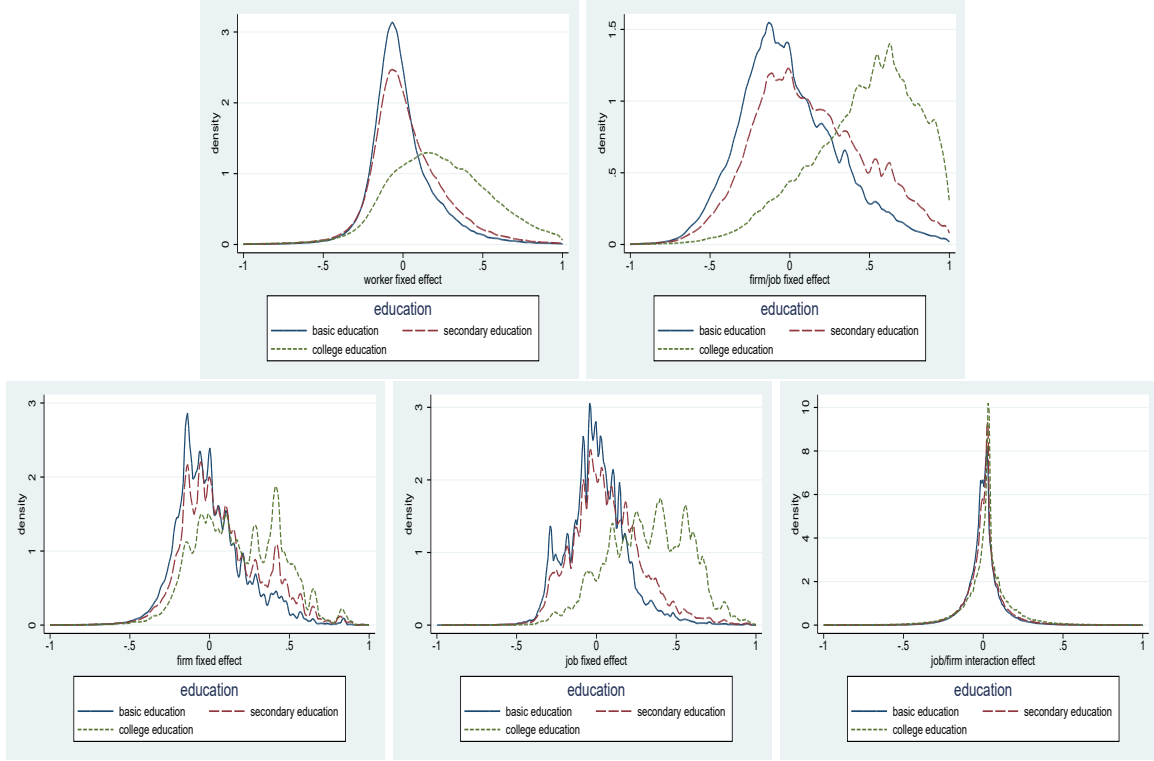 density
0
1
2
3
-1
-.5
0
.5
1
worker fixed effect
education
basic education
secondary education
college education
density
0
.5
1
1.5
-1
-.5
0
.5
1
firm/job fixed effect
education
basic education
secondary education
college education
density
0
1
2
3
-1
-.5
0
.5
1
firm fixed effect
education
basic education
secondary education
college education
density
0
1
2
3
-1
-.5
0
.5
1
job fixed effect
education
basic education
secondary education
college education
density
0
2
4
6
8
10
-1
-.5
0
.5
1
job/firm interaction effect
education
basic education
secondary education
college education